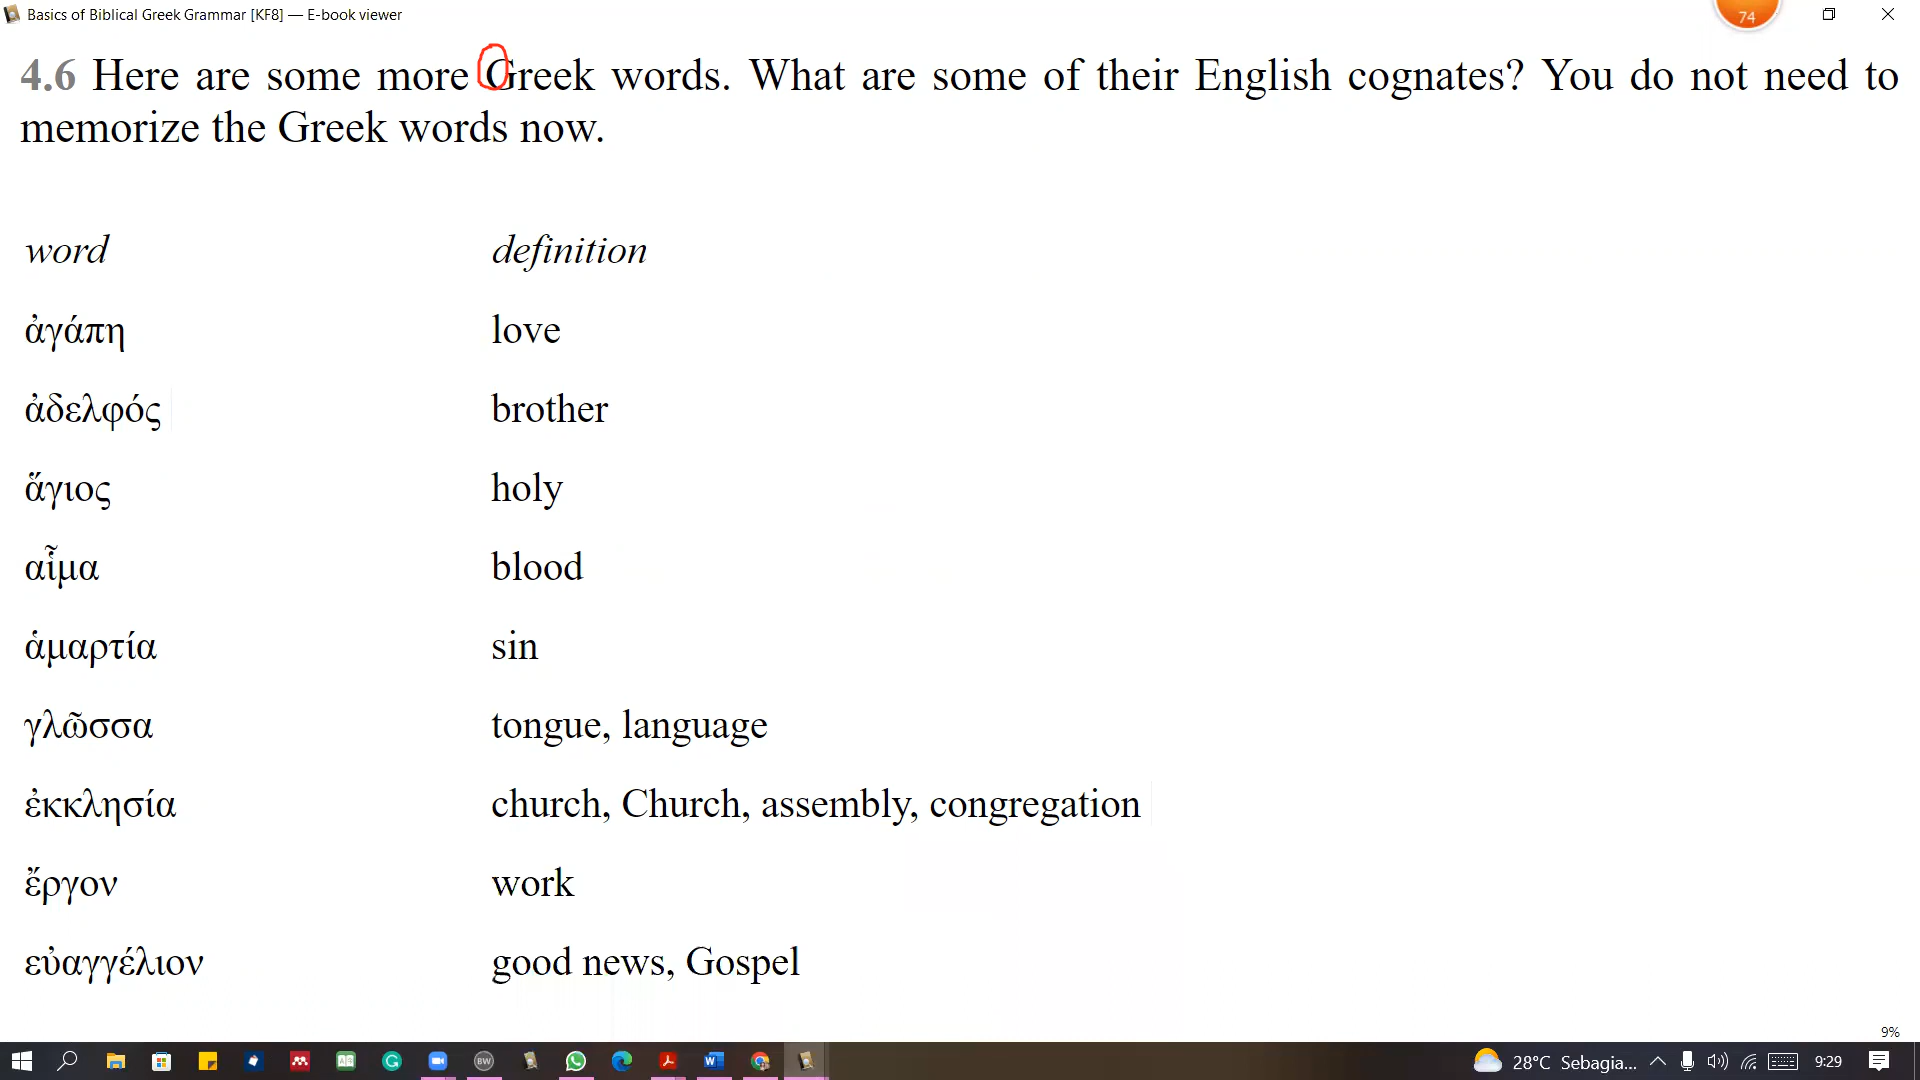 Basics of Biblical Greek Grammar [KF8] — E-book viewer
74
4.6 Here are some more Greek words. What are some of their English cognates? You do not need to
memorize the Greek words now.
word definition
ἀγάπη love
ἀδελφός brother
ἅγιος holy
αἷμα blood
ἁμαρτία sin
γλῶσσα tongue, language
ἐκκλησία church, Church, assembly, congregation
ἔργον work
εὐαγγέλιον good news, Gospel
9%
BW
28°C Sebagia... 9:29